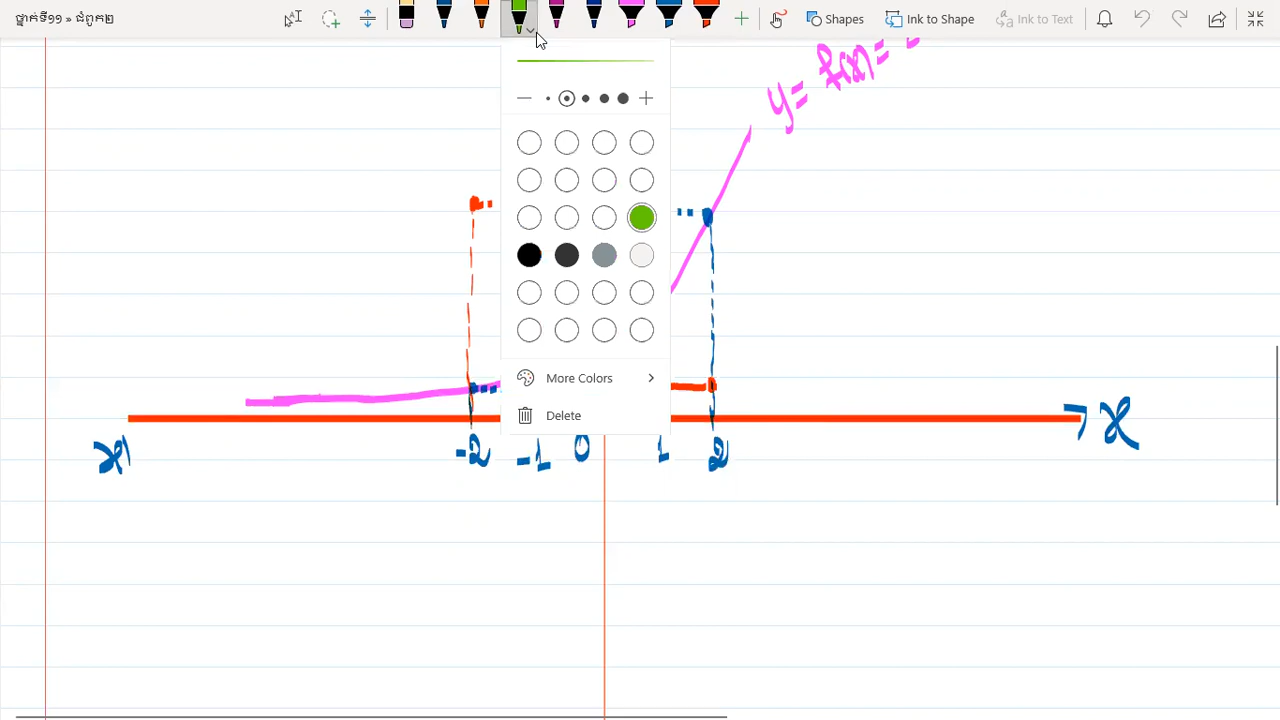 ថ្នាក់ទី១១ » ជំពូក២
Shapes
Ink to Shape
Ink to Text
y= f(x)=
More Colors
Delete
x'
-2
-1
0
1
2
x